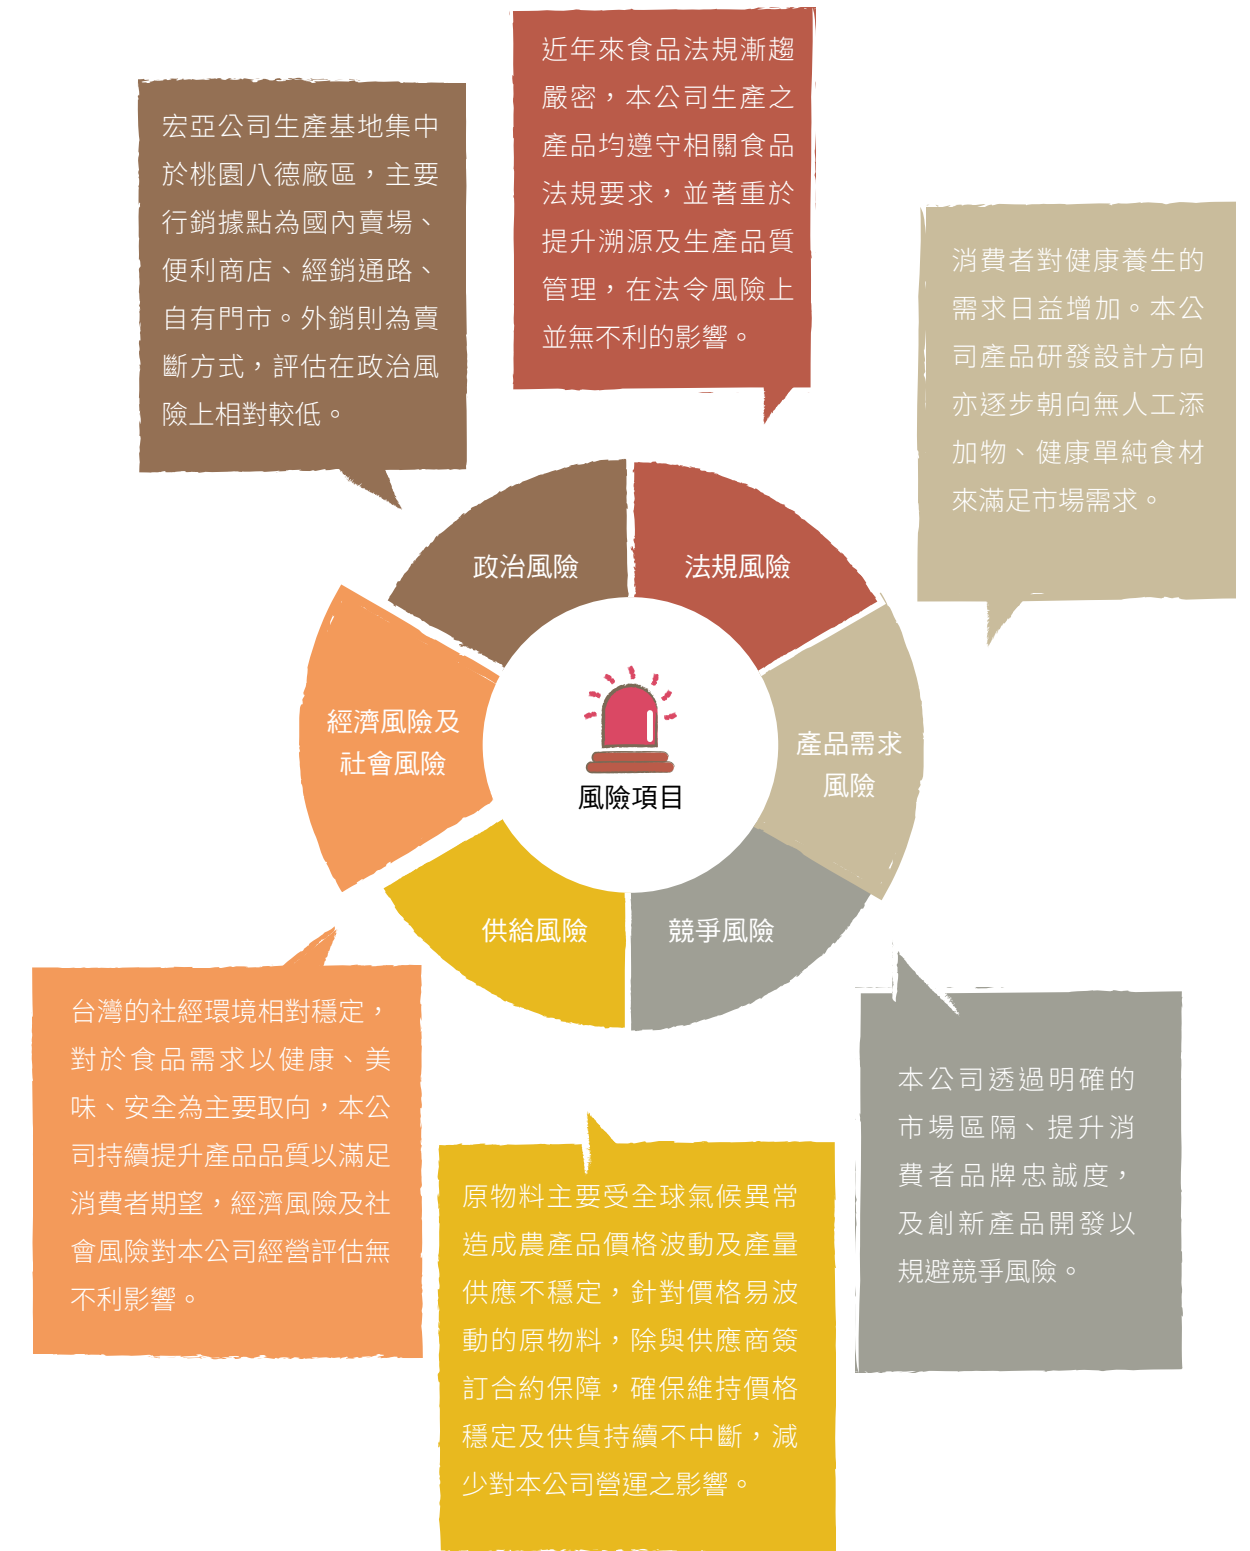 近年來食品法規漸趨
嚴密，本公司生產之
產品均遵守相關食品
法規要求，並著重於
提升溯源及生產品質
管理，在法令風險上
並無不利的影響。
宏亞公司生產基地集中
於桃園八德廠區，主要
行銷據點為國內賣場、
便利商店、經銷通路、
自有門市。外銷則為賣
斷方式，評估在政治風
險上相對較低。
消費者對健康養生的
需求日益增加。本公
司產品研發設計方向
亦逐步朝向無人工添
加物、健康單純食材
來滿足市場需求。
政治風險
法規風險
經濟風險及
社會風險
產品需求
風險
風險項目
供給風險
競爭風險
台灣的社經環境相對穩定，
對於食品需求以健康、美
味、安全為主要取向，本公
司持續提升產品品質以滿足
消費者期望，經濟風險及社
會風險對本公司經營評估無
不利影響。
本公司透過明確的
市場區隔、提升消
費者品牌忠誠度，
及創新產品開發以
規避競爭風險。
原物料主要受全球氣候異常
造成農產品價格波動及產量
供應不穩定，針對價格易波
動的原物料，除與供應商簽
訂合約保障，確保維持價格
穩定及供貨持續不中斷，減
少對本公司營運之影響。